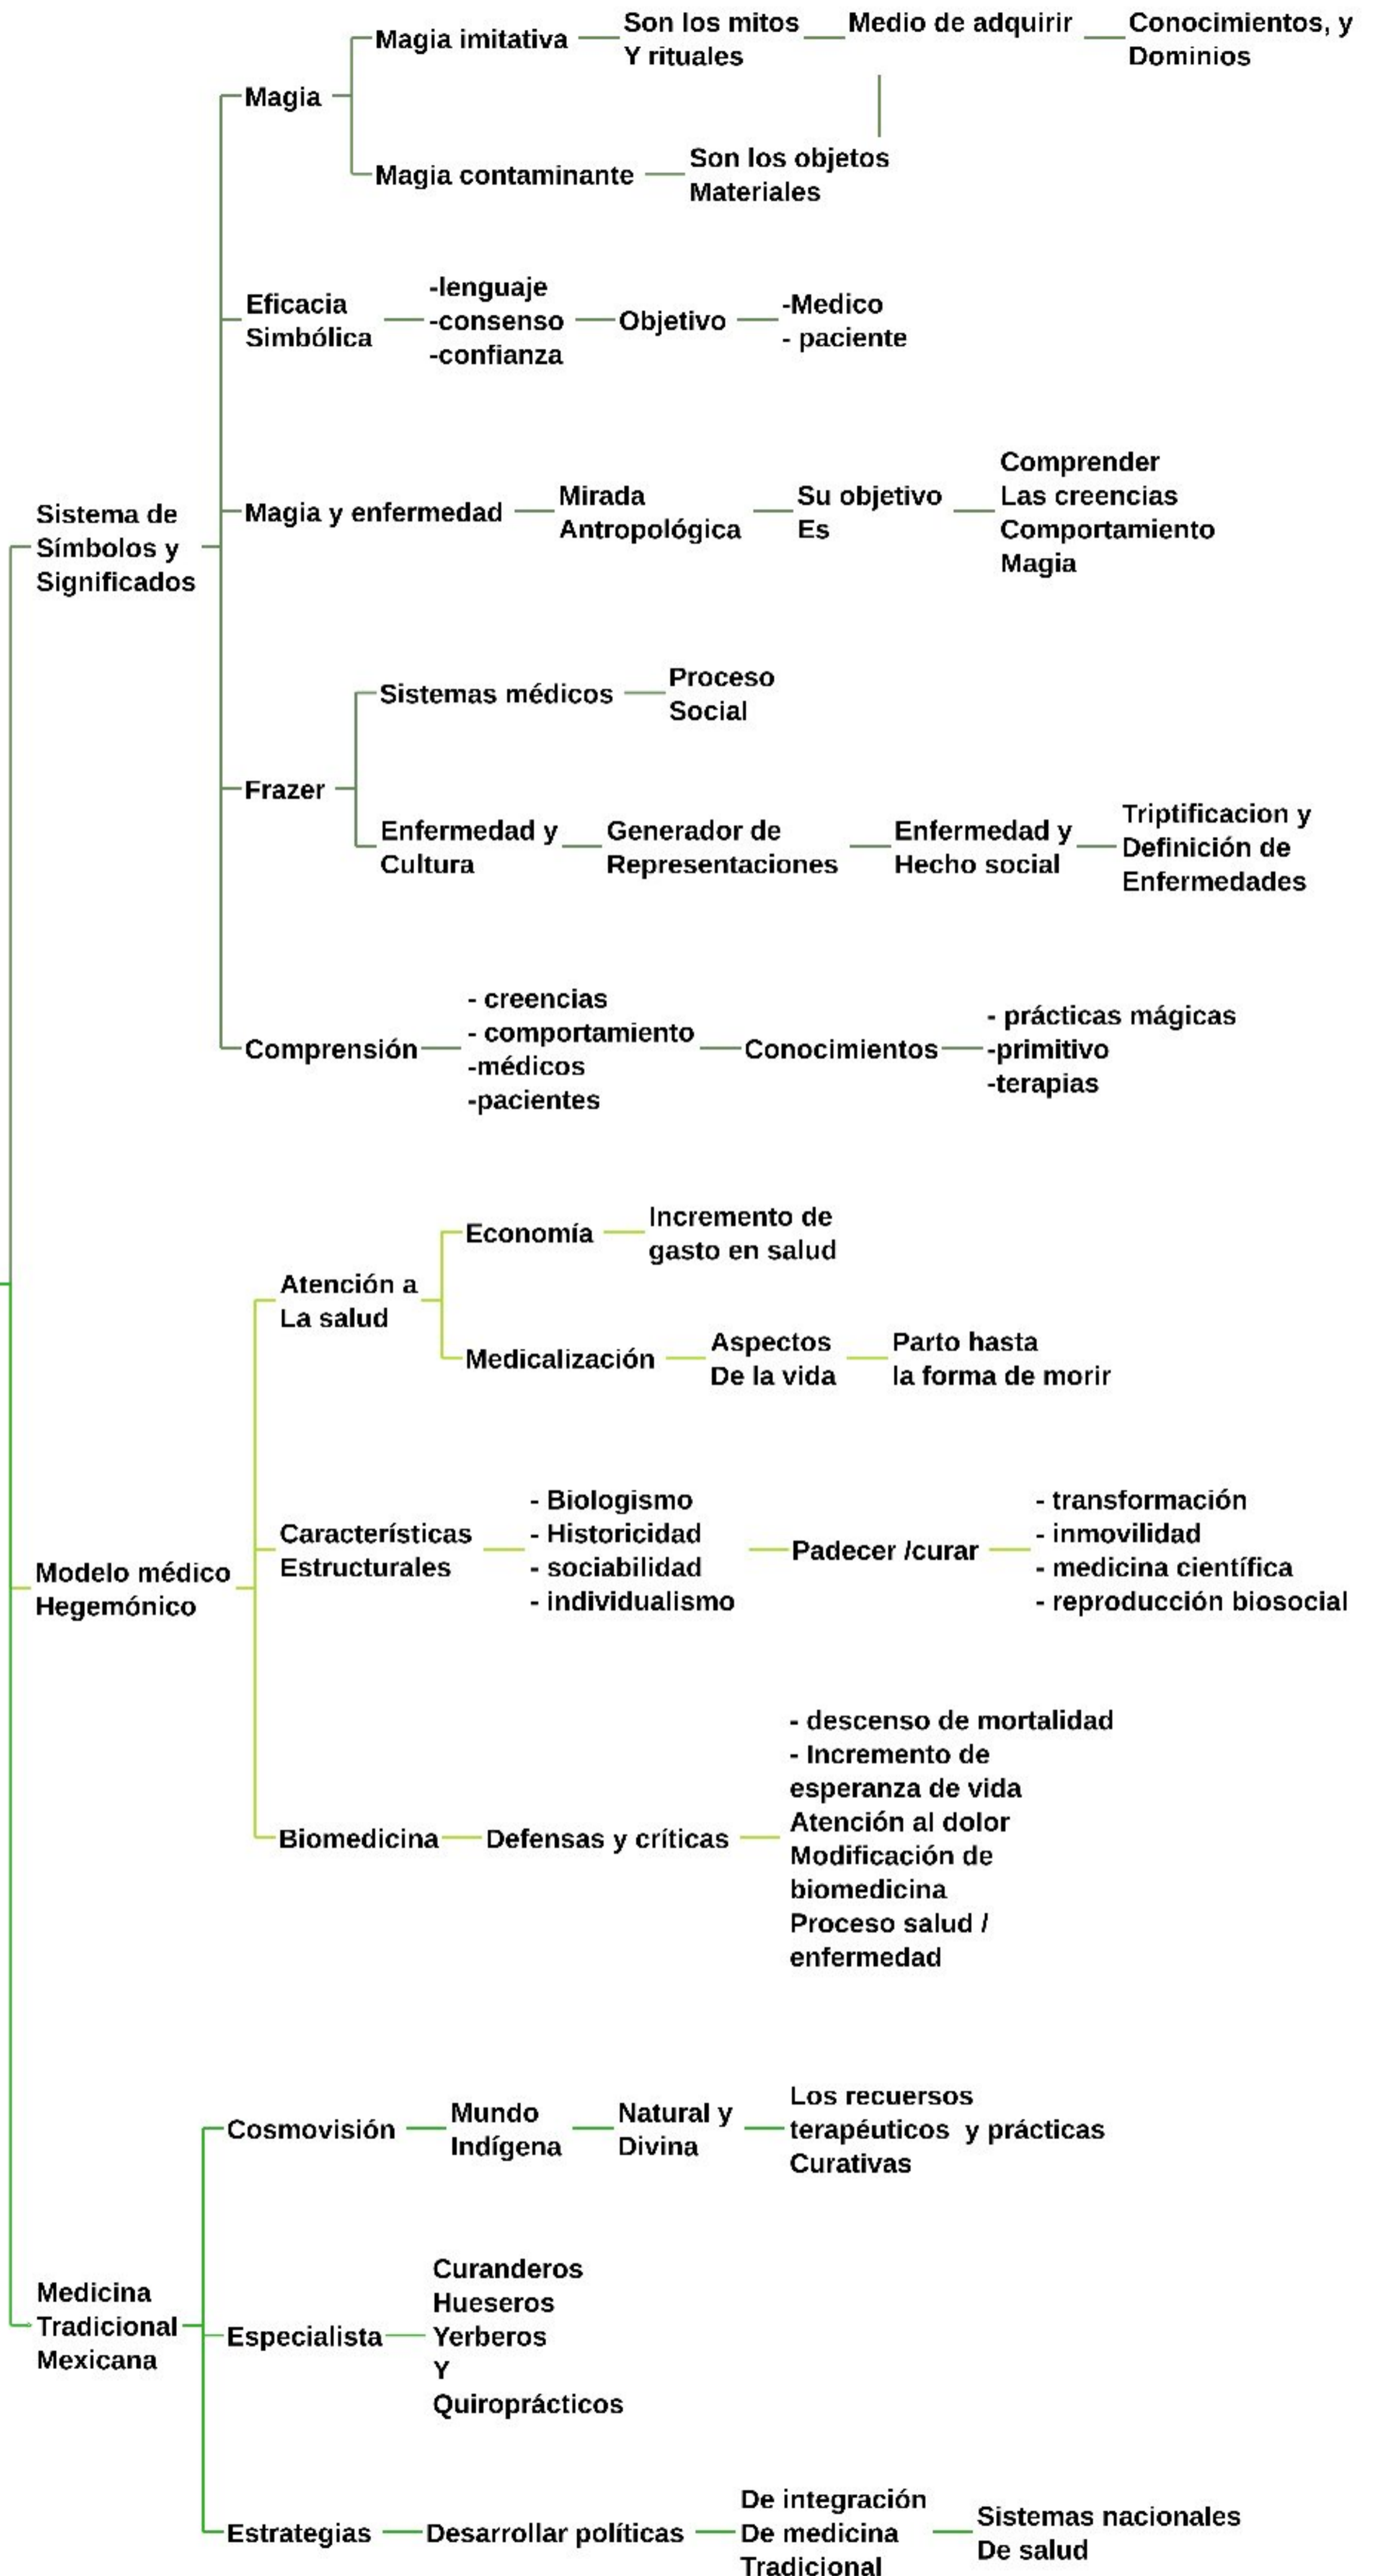 Magia imitativa
Son los mitos
Y rituales
Medio de adquirir
Conocimientos, y
Dominios
Magia
Magia contaminante
Son los objetos
Materiales
Eficacia
Simbólica
-lenguaje
-consenso
-confianza
Objetivo
-Medico
- paciente
Sistema de
Símbolos y
Significados
Magia y enfermedad
Mirada
Antropológica
Su objetivo
Es
Comprender
Las creencias
Comportamiento
Magia
Frazer
Sistemas médicos
Proceso
Social
Enfermedad y
Cultura
Generador de
Representaciones
Enfermedad y
Hecho social
Triptificacion y
Definición de
Enfermedades
Comprensión
- creencias
- comportamiento
-médicos
-pacientes
Conocimientos
- prácticas mágicas
-primitivo
-terapias
Modelo médico
Hegemónico
Atención a
La salud
Economía
Incremento de
gasto en salud
Medicalización
Aspectos
De la vida
Parto hasta
la forma de morir
Características
Estructurales
- Biologismo
- Historicidad
- sociabilidad
- individualismo
Padecer /curar
- transformación
- inmovilidad
- medicina científica
- reproducción biosocial
Biomedicina
Defensas y críticas
- descenso de mortalidad
- Incremento de
esperanza de vida
Atención al dolor
Modificación de
biomedicina
Proceso salud /
enfermedad
Medicina
Tradicional
Mexicana
Cosmovisión
Mundo
Indígena
Natural y
Divina
Los recuersos
terapéuticos  y prácticas
Curativas
Especialista
Curanderos
Hueseros
Yerberos
Y
Quiroprácticos
Estrategias
Desarrollar políticas
De integración
De medicina
Tradicional
Sistemas nacionales
De salud